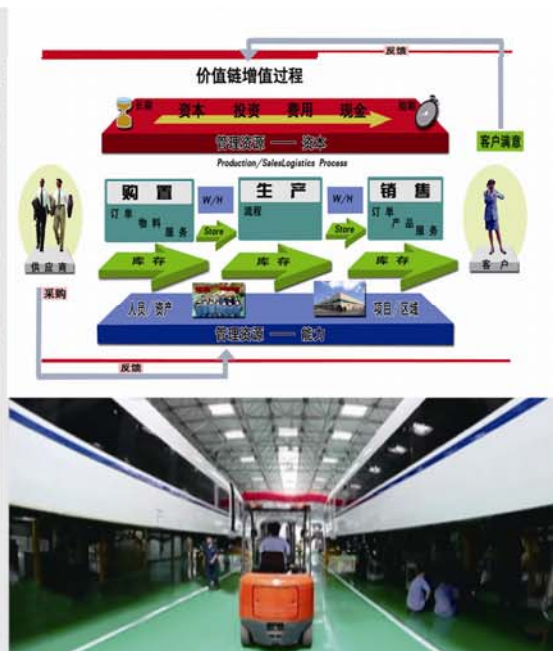 反馈
价值链增值过程
长期 资本 投资 费用 现金 短期
管理资源 —— 资本
客户满意
Production/SalesLogistics Process
购置 W/H 生产 W/H 销售
订单 物料 服务 Store 流程 Store 订单 产品 服务
库存 库存 库存
供应商 客户
采购
人员/资产 项目/区域
管理资源 —— 能力
反馈